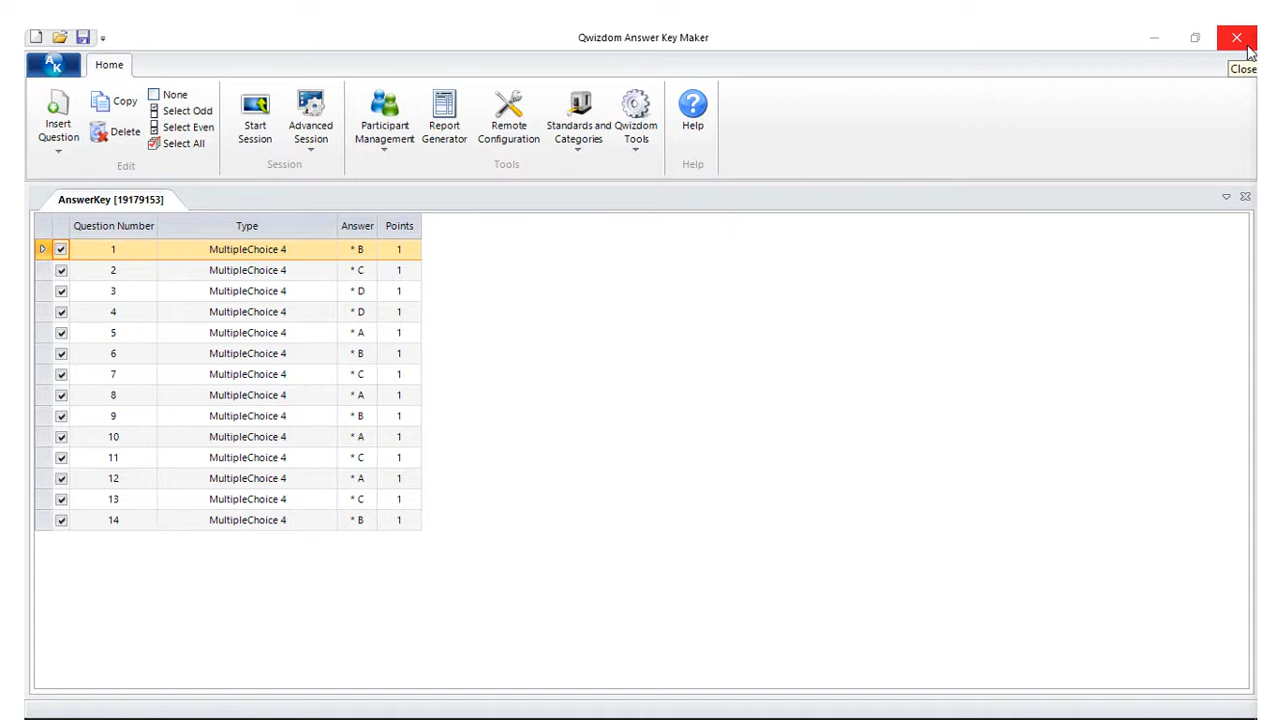 Qwizdom Answer Key Maker
Close
AK
Home
Insert Question
Copy
Delete
None
Select Odd
Select Even
Select All
Edit
Start Session
Advanced Session
Session
Participant Management
Report Generator
Remote Configuration
Standards and Categories
Qwizdom Tools
Tools
Help
Help
AnswerKey [19179153]
Question Number Type Answer Points
1 MultipleChoice 4 * B 1
2 MultipleChoice 4 * C 1
3 MultipleChoice 4 * D 1
4 MultipleChoice 4 * D 1
5 MultipleChoice 4 * A 1
6 MultipleChoice 4 * B 1
7 MultipleChoice 4 * C 1
8 MultipleChoice 4 * A 1
9 MultipleChoice 4 * B 1
10 MultipleChoice 4 * A 1
11 MultipleChoice 4 * C 1
12 MultipleChoice 4 * A 1
13 MultipleChoice 4 * C 1
14 MultipleChoice 4 * B 1